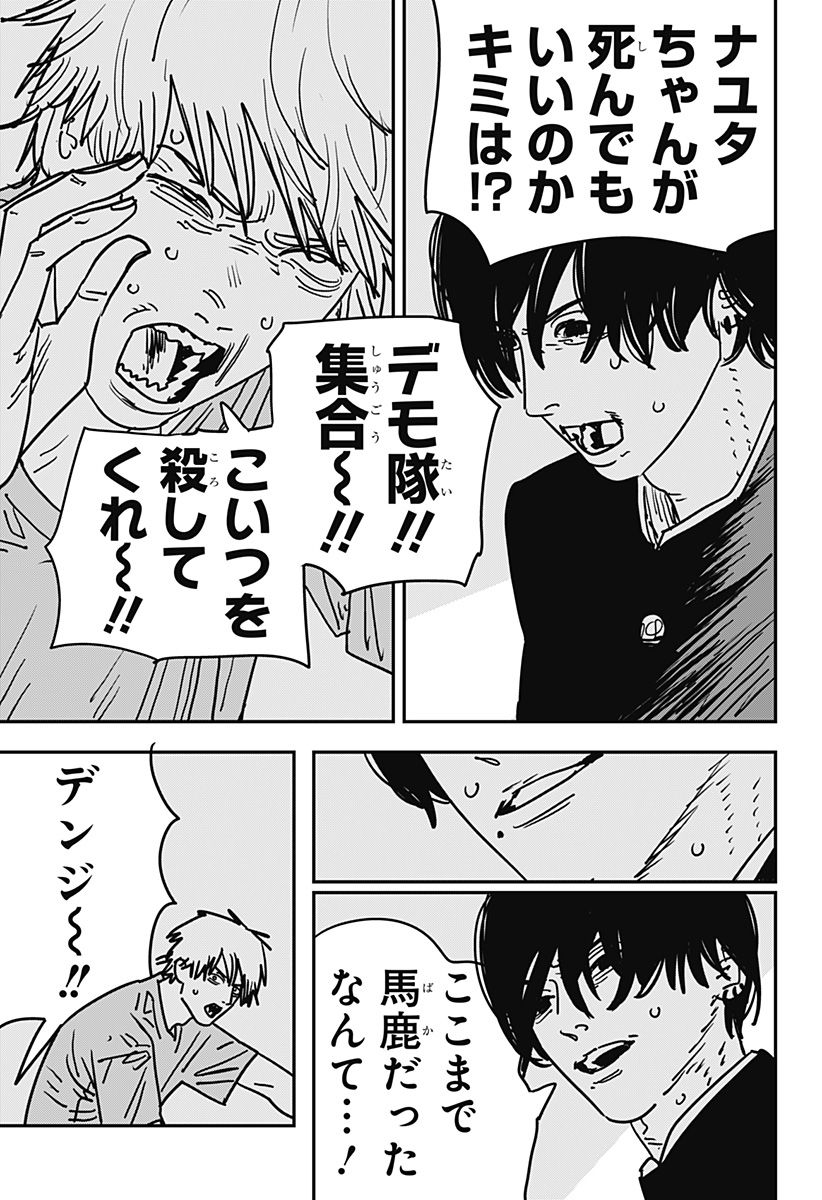 ナユタ
ちゃんが
死んでも
いいのか
キミは!?
デモ隊!!
集合〜!!
こいつを
殺して
くれ〜!!
ここまで
馬鹿だった
なんて…!
デンジ〜!!